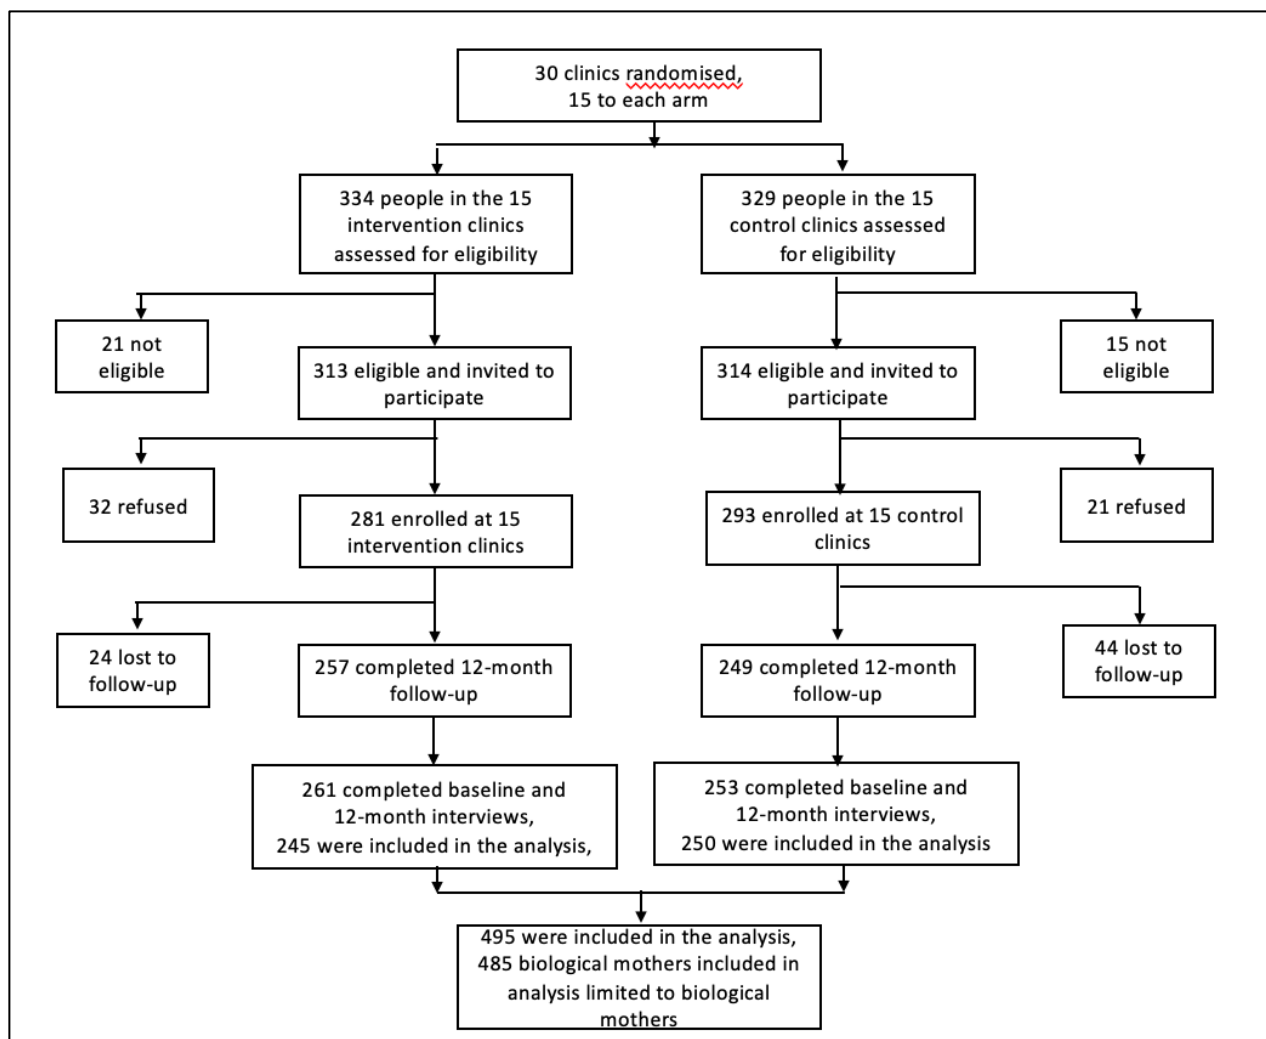 30 clinics randomised,
15 to each arm
334 people in the 15
intervention clinics
assessed for eligibility
329 people in the 15
control clinics assessed
for eligibility
21 not
eligible
313 eligible and invited to
participate
314 eligible and invited to
participate
15 not
eligible
32 refused
281 enrolled at 15
intervention clinics
293 enrolled at 15 control
clinics
21 refused
24 lost to
follow-up
257 completed 12-month
follow-up
249 completed 12-month
follow-up
44 lost to
follow-up
261 completed baseline and
12-month interviews,
245 were included in the analysis,
253 completed baseline and
12-month interviews,
250 were included in the analysis
495 were included in the analysis,
485 biological mothers included in
analysis limited to biological
mothers